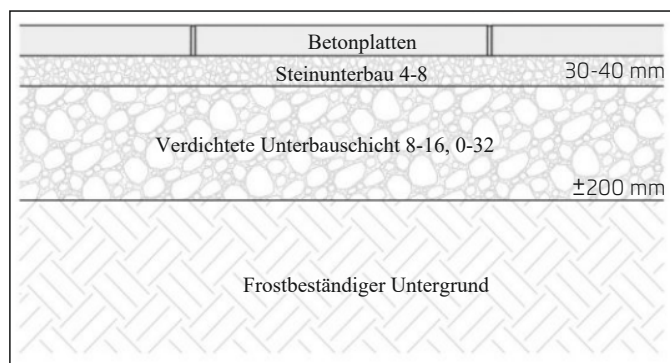 Betonplatten
Steinunterbau 4-8 30-40 mm
Verdichtete Unterbauschicht 8-16, 0-32
±200 mm
Frostbeständiger Untergrund